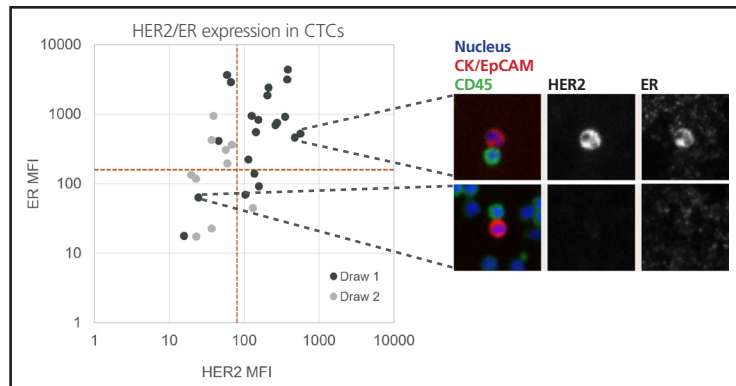 HER2/ER expression in CTCs
10000
1000
100
10
1
ER MFI
1
10
100
1000
10000
HER2 MFI
Draw 1
Draw 2
Nucleus
CK/EpCAM
CD45
HER2
ER